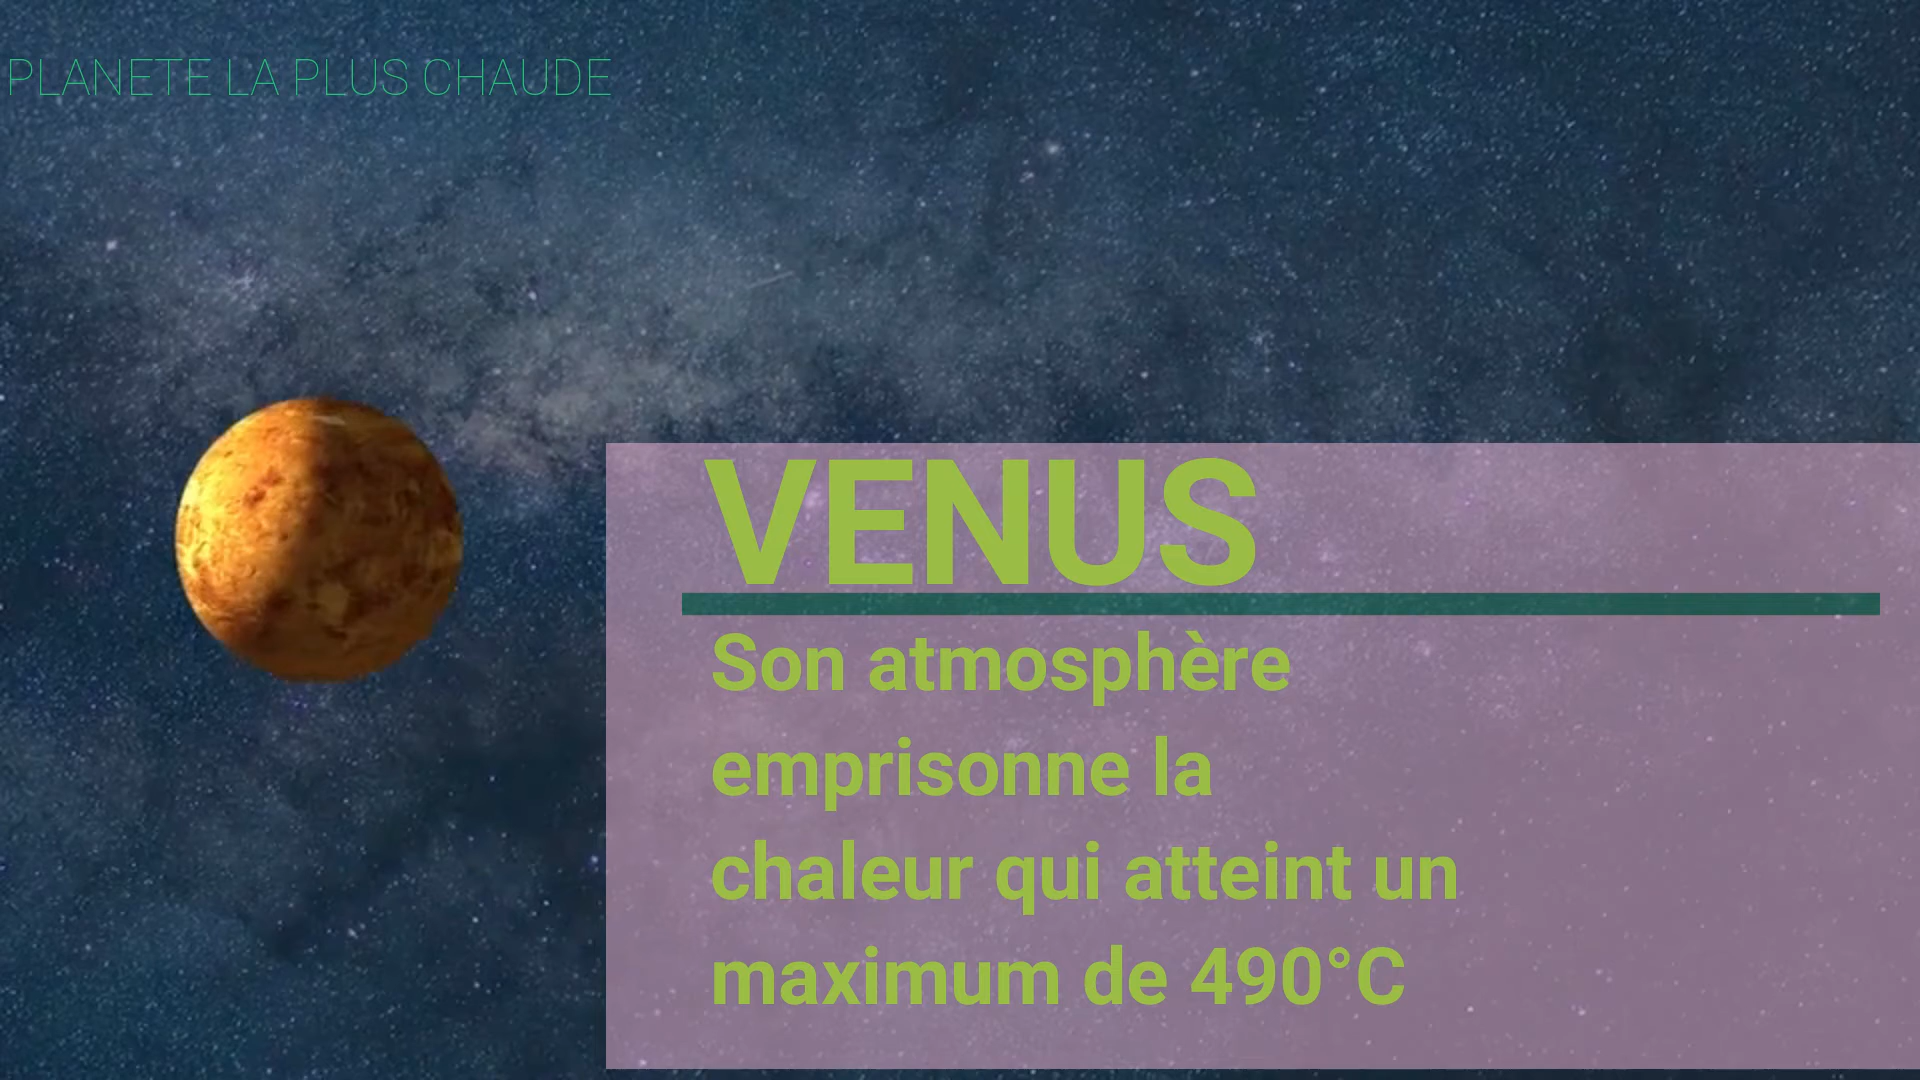 PLANETE LA PLUS CHAUDE
VENUS
Son atmosphère
emprisonne la
chaleur qui atteint un
maximum de 490°C